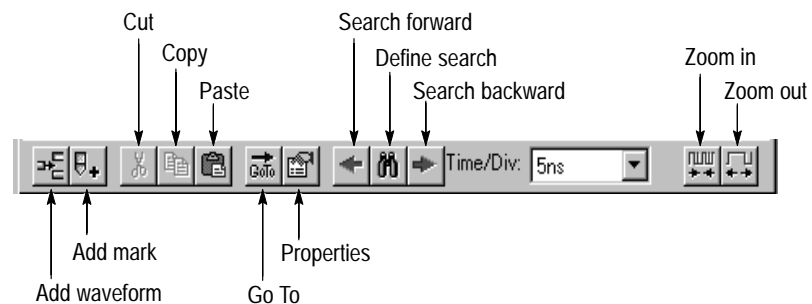 Cut
Search forward
Copy
Define search
Zoom in
Paste
Search backward
Zoom out
GoTo
Time/Div:
5ns
Add mark
Properties
Add waveform
Go To